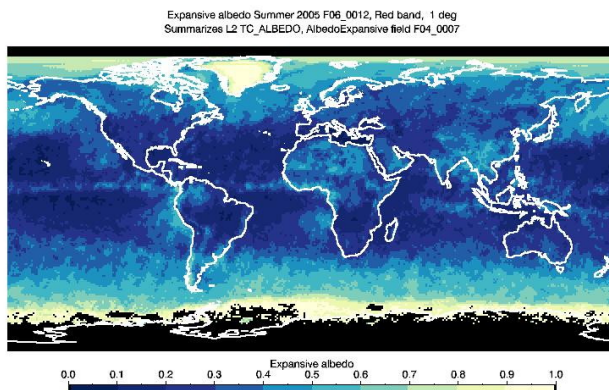 Expansive albedo Summer 2005 F06_0012, Red band, 1 deg
Summarizes L2 TC_ALBEDO, AlbedoExpansive field F04_0007
Expansive albedo
0.0 0.1 0.2 0.3 0.4 0.5 0.6 0.7 0.8 0.9 1.0